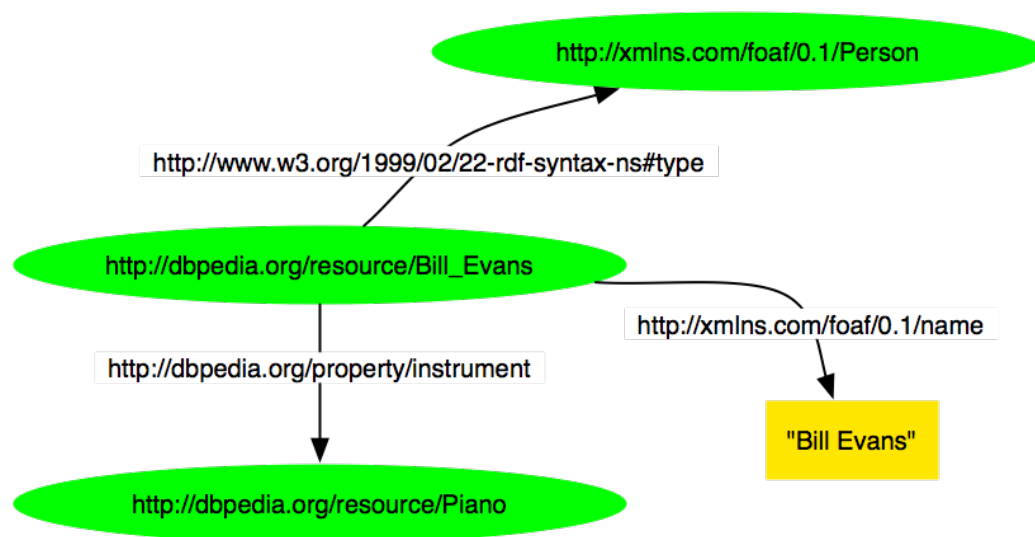 http://xmlns.com/foaf/0.1/Person
http://www.w3.org/1999/02/22-rdf-syntax-ns#type
http://dbpedia.org/resource/Bill_Evans
http://xmlns.com/foaf/0.1/name
http://dbpedia.org/property/instrument
"Bill Evans"
http://dbpedia.org/resource/Piano